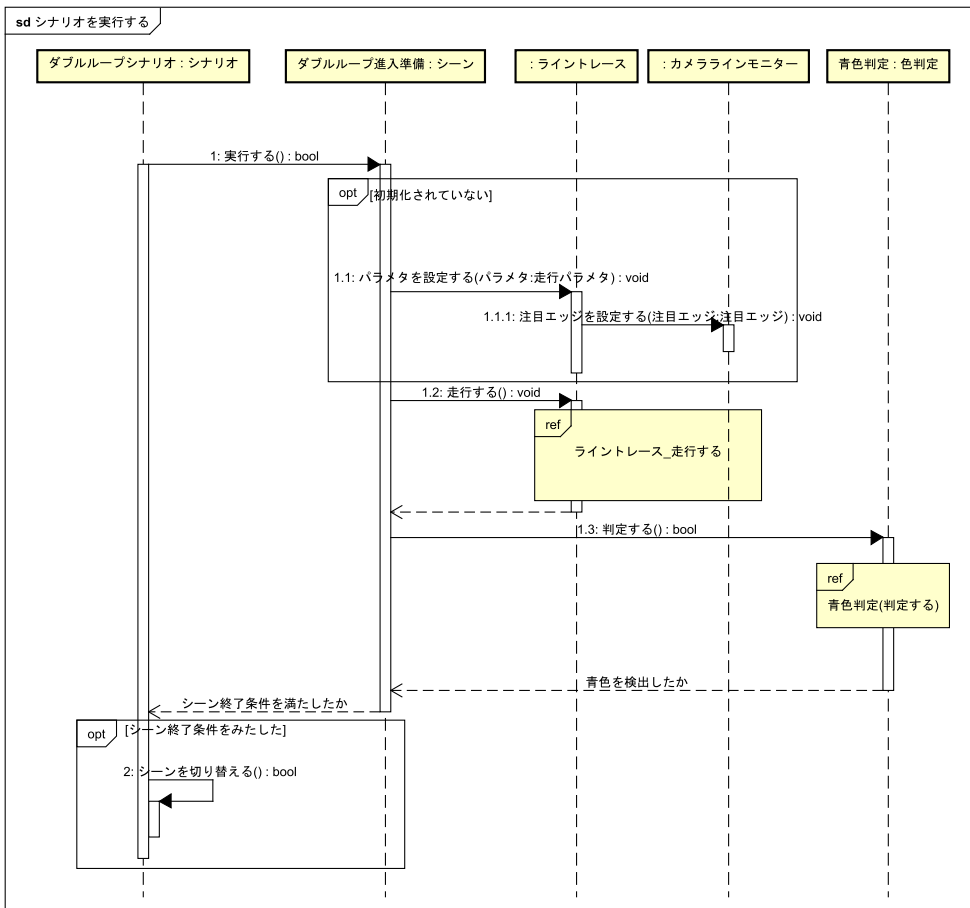 sd シナリオを実行する
ダブルループシナリオ : シナリオ
ダブルループ進入準備 : シーン
: ライントレース
: カメララインモニター
青色判定 : 色判定
1: 実行する() : bool
opt [初期化されていない]
1.1: パラメタを設定する(パラメタ:走行パラメタ) : void
1.1.1: 注目エッジを設定する(注目エッジ:注目エッジ) : void
1.2: 走行する() : void
ref
ライントレース_走行する
1.3: 判定する() : bool
ref
青色判定(判定する)
青色を検出したか
シーン終了条件を満たしたか
opt [シーン終了条件をみたした]
2: シーンを切り替える() : bool